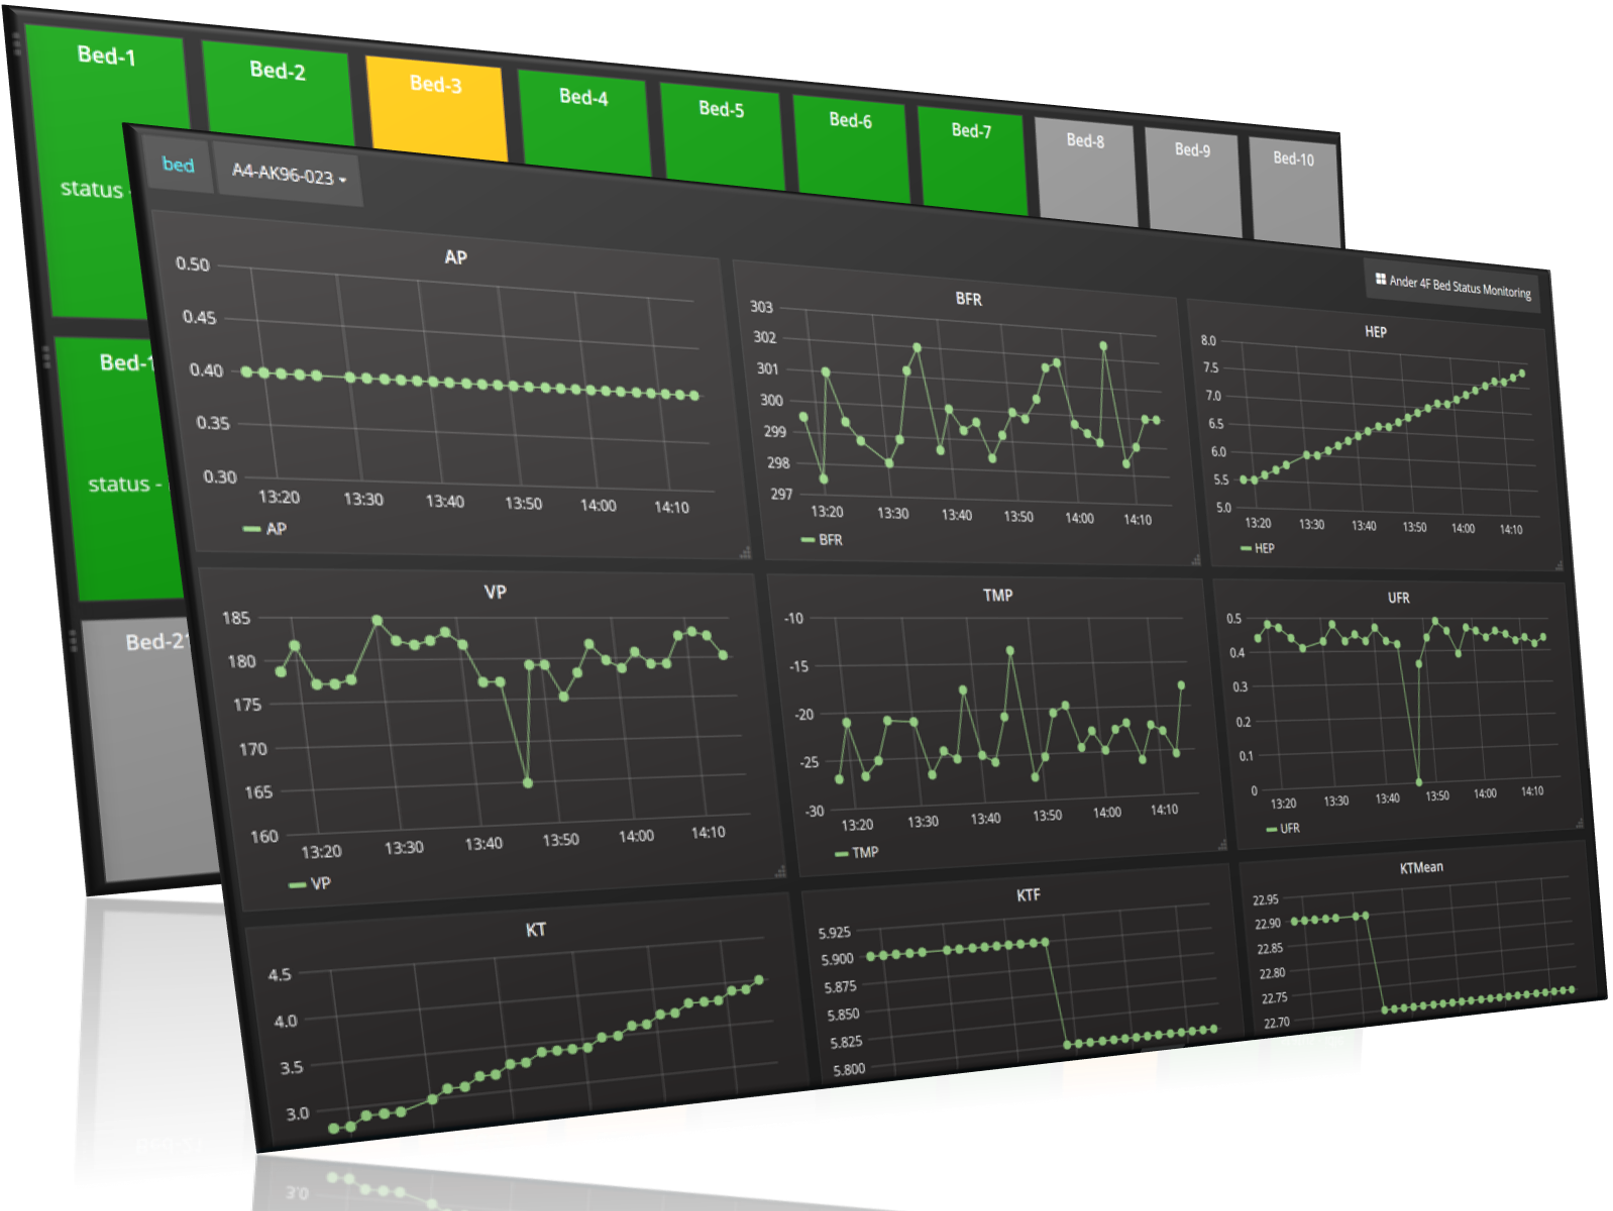 Bed-1
Bed-2
Bed-3
Bed-4
Bed-5
Bed-6
Bed-7
Bed-8
Bed-9
Bed-10
status -
Bed-1
status -
Bed-21
bed
A4-AK96-023
Ander 4F Bed Status Monitoring
AP
0.50
0.45
0.40
0.35
0.30
13:20 13:30 13:40 13:50 14:00 14:10
AP
BFR
303
302
301
300
299
298
297
13:20 13:30 13:40 13:50 14:00 14:10
BFR
HEP
8.0
7.5
7.0
6.5
6.0
5.5
5.0
13:20 13:30 13:40 13:50 14:00 14:10
HEP
VP
185
180
175
170
165
160
13:20 13:30 13:40 13:50 14:00 14:10
VP
TMP
-10
-15
-20
-25
-30
13:20 13:30 13:40 13:50 14:00 14:10
TMP
UFR
0.5
0.4
0.3
0.2
0.1
0
13:20 13:30 13:40 13:50 14:00 14:10
UFR
KT
4.5
4.0
3.5
3.0
KTF
5.925
5.900
5.875
5.850
5.825
5.800
KTMean
22.95
22.90
22.85
22.80
22.75
22.70